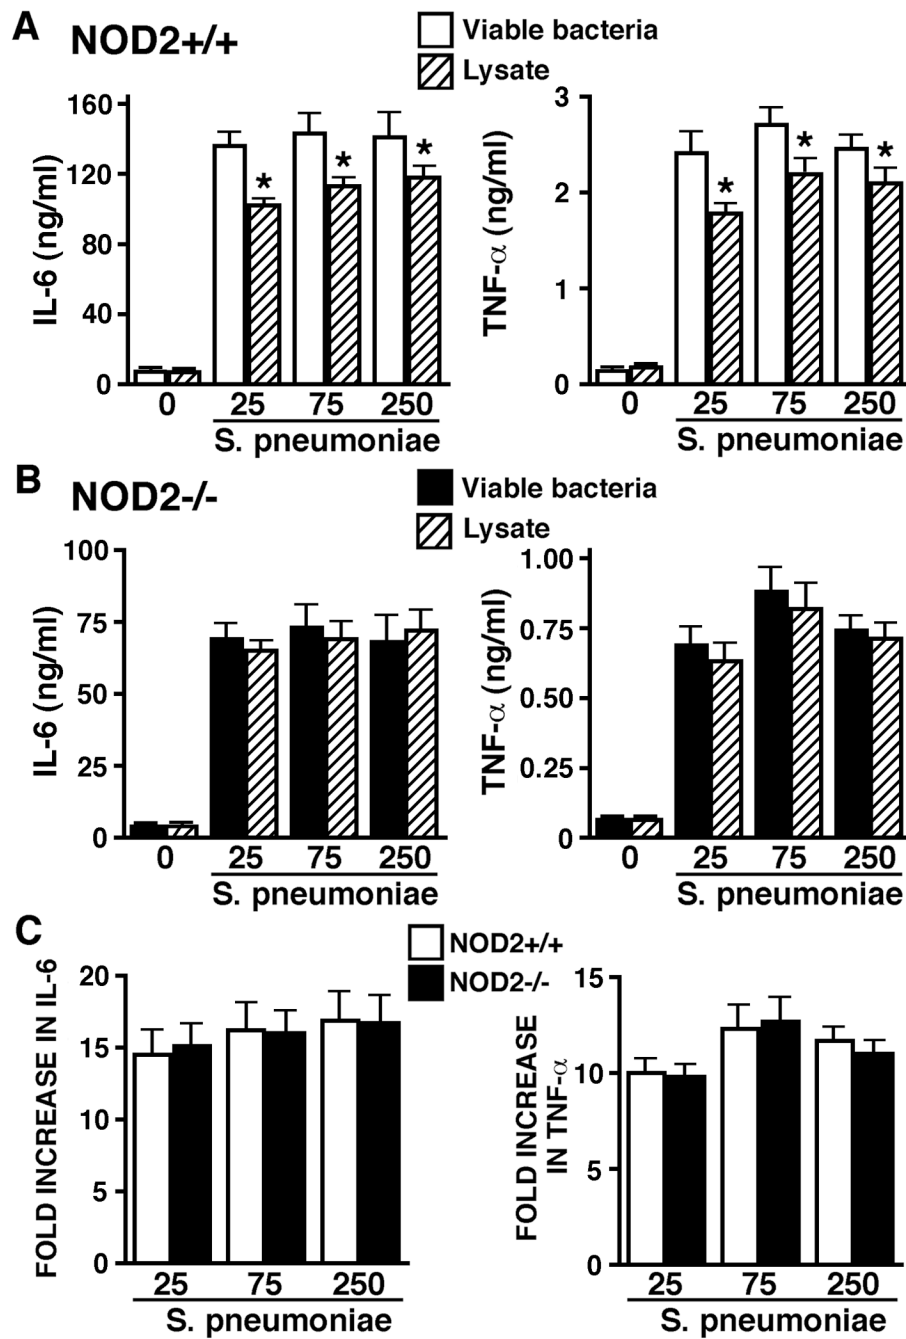 A
NOD2+/+
Viable bacteria
Lysate
IL-6 (ng/ml)
160
120
80
40
0
*
*
*
0 25 75 250
S. pneumoniae
TNF-α (ng/ml)
3
2
1
0
*
*
*
0 25 75 250
S. pneumoniae
B
NOD2-/-
Viable bacteria
Lysate
IL-6 (ng/ml)
100
75
50
25
0
0 25 75 250
S. pneumoniae
TNF-α (ng/ml)
1.00
0.75
0.50
0.25
0
0 25 75 250
S. pneumoniae
C
NOD2+/+
NOD2-/-
FOLD INCREASE IN IL-6
20
15
10
5
0
25 75 250
S. pneumoniae
FOLD INCREASE
IN TNF-α
15
10
5
0
25 75 250
S. pneumoniae